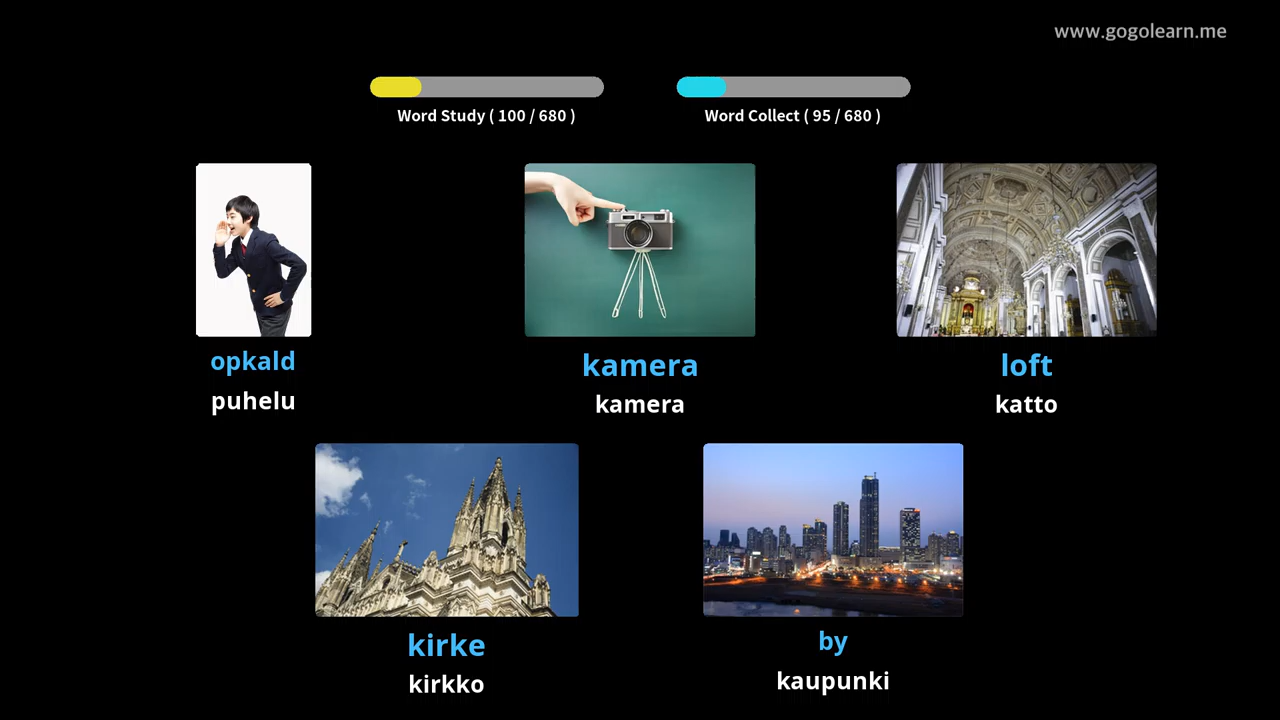 www.gogolearn.me
Word Study ( 100 / 680 )
Word Collect ( 95 / 680 )
opkald
puhelu
kamera
kamera
loft
katto
kirke
kirkko
by
kaupunki